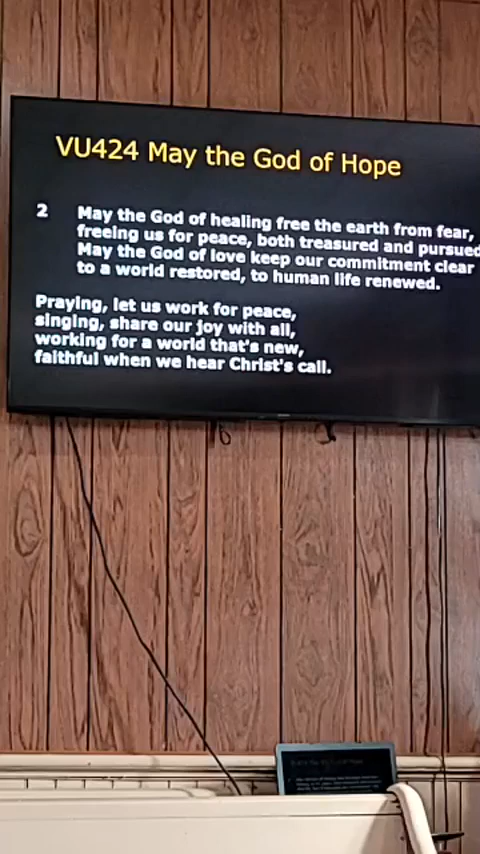 VU424 May the God of Hope
2 May the God of healing free the earth from fear,
freeing us for peace, both treasured and pursued
May the God of love keep our commitment clear
to a world restored, to human life renewed.
Praying, let us work for peace,
singing, share our joy with all,
working for a world that's new,
faithful when we hear Christ's call.